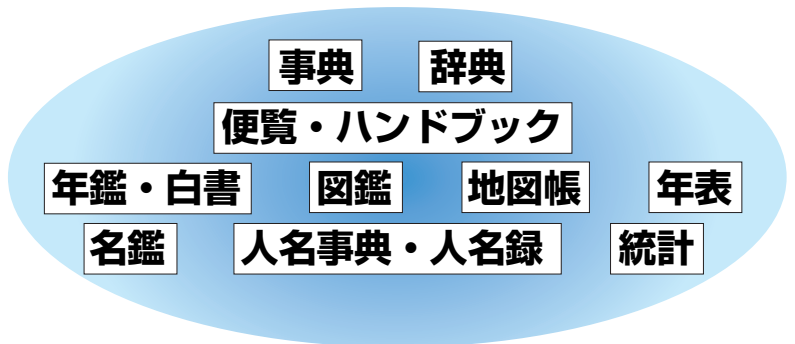 事典 辞典
便覧・ハンドブック
年鑑・白書 図鑑 地図帳 年表
名鑑 人名事典・人名録 統計